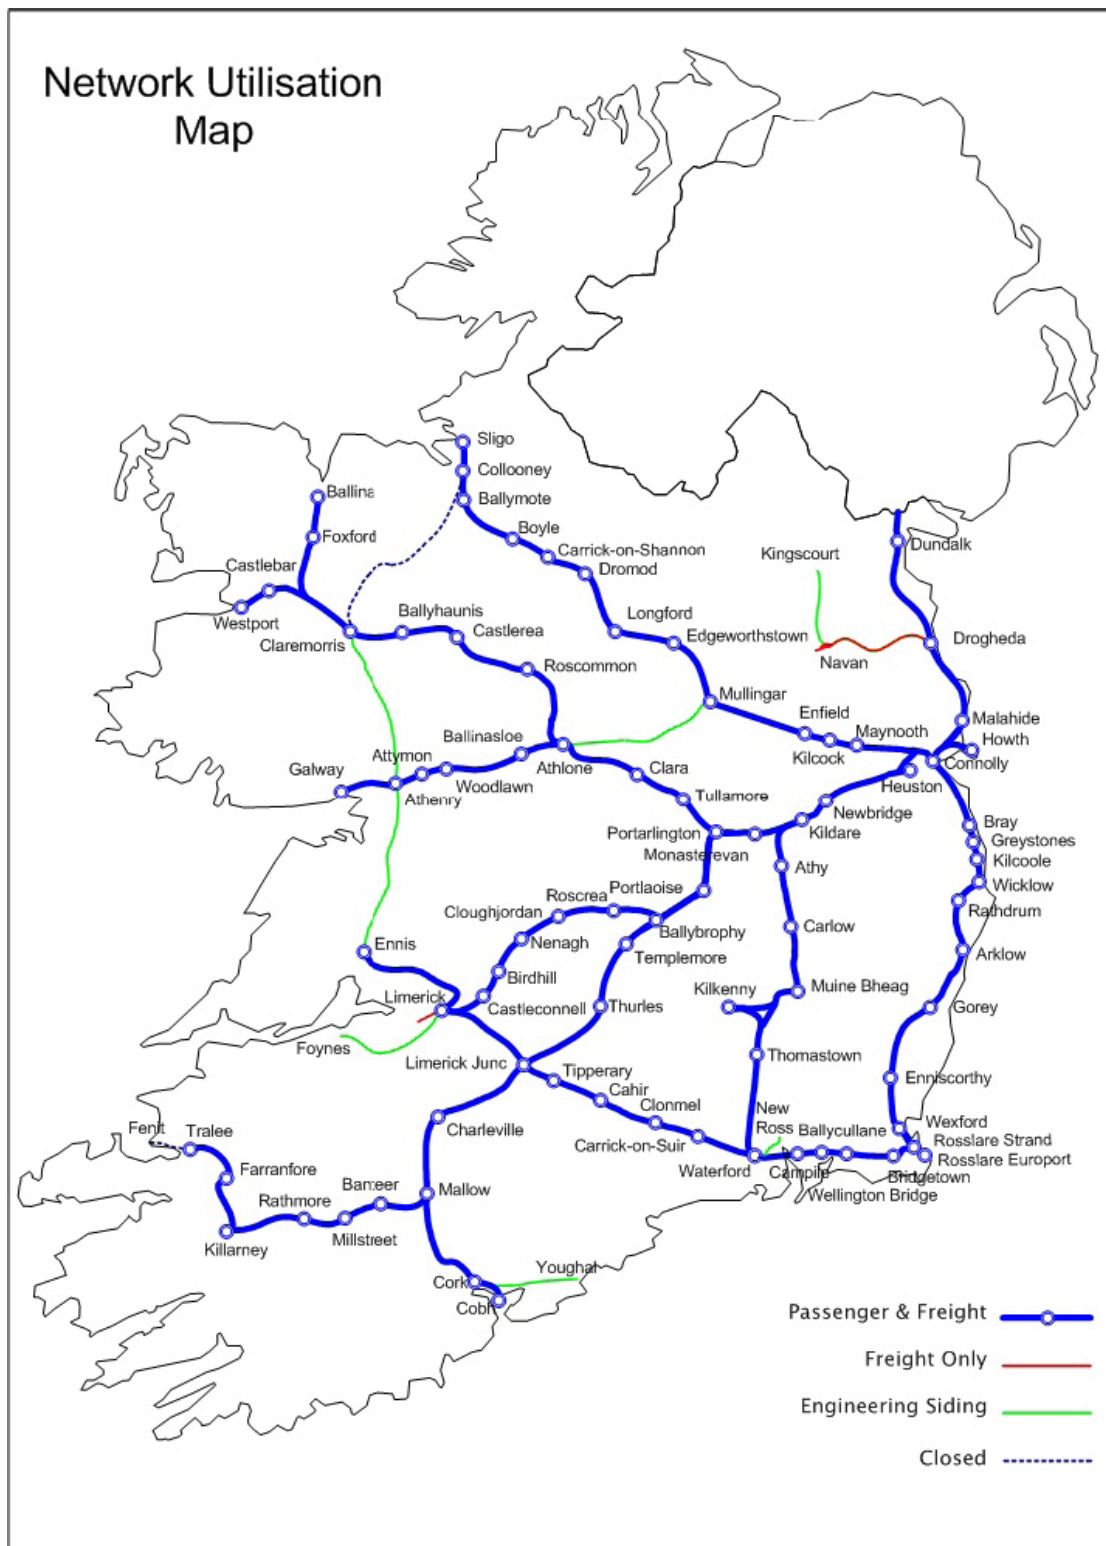 Network Utilisation
Map
Sligo
Collooney
Ballymote
Ballina
Foxford
Boyle
Carrick-on-Shannon
Dromod
Castlebar
Westport
Claremorris
Ballyhaunis
Castlerea
Roscommon
Longford
Edgeworthstown
Mullingar
Kingscourt
Navan
Dundalk
Drogheda
Malahide
Howth
Connolly
Enfield
Maynooth
Kilcock
Heuston
Ballinasloe
Attymon
Galway
Athenry
Woodlawn
Athlone
Clara
Tullamore
Newbridge
Kildare
Portarlington
Monasterevan
Athy
Bray
Greystones
Kilcoole
Wicklow
Rathdrum
Arklow
Gorey
Portlaoise
Roscrea
Cloughjordan
Nenagh
Birdhill
Castleconnell
Ballybrophy
Templemore
Thurles
Carlow
Muine Bheag
Kilkenny
Thomastown
Ennis
Limerick
Foynes
Limerick Junc
Tipperary
Cahir
Clonmel
Carrick-on-Suir
Waterford
New
Ross
Ballycullane
Campile
Wellington Bridge
Bridgetown
Enniscorthy
Wexford
Rosslare Strand
Rosslare Europort
Charleville
Fenit
Tralee
Farranfore
Rathmore
Banteer
Mallow
Killarney
Millstreet
Cork
Cobh
Youghal
Passenger & Freight
Freight Only
Engineering Siding
Closed